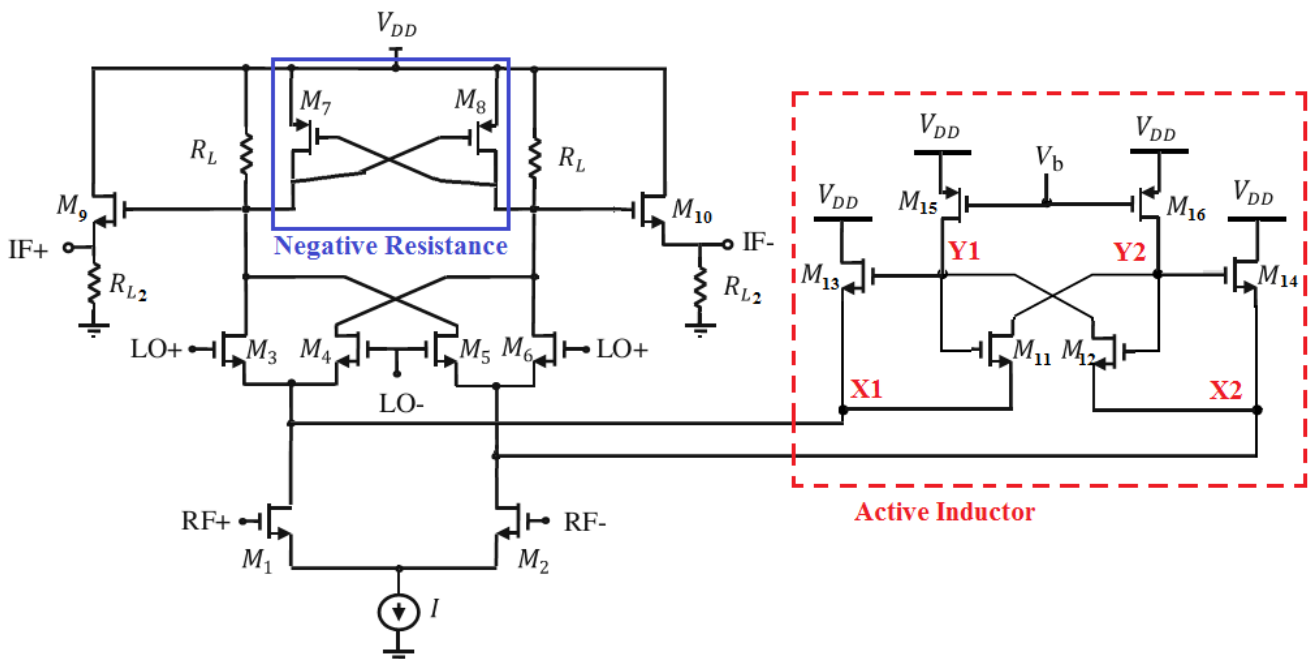 V_DD
M_7
M_8
R_L
R_L
M_9
M_10
Negative Resistance
IF+
IF-
R_L2
R_L2
LO+
M_3
M_4
M_5
M_6
LO+
LO-
RF+
M_1
M_2
RF-
I
V_DD
V_b
V_DD
V_DD
M_15
M_16
V_DD
Y1
Y2
M_13
M_14
M_11
M_12
X1
X2
Active Inductor